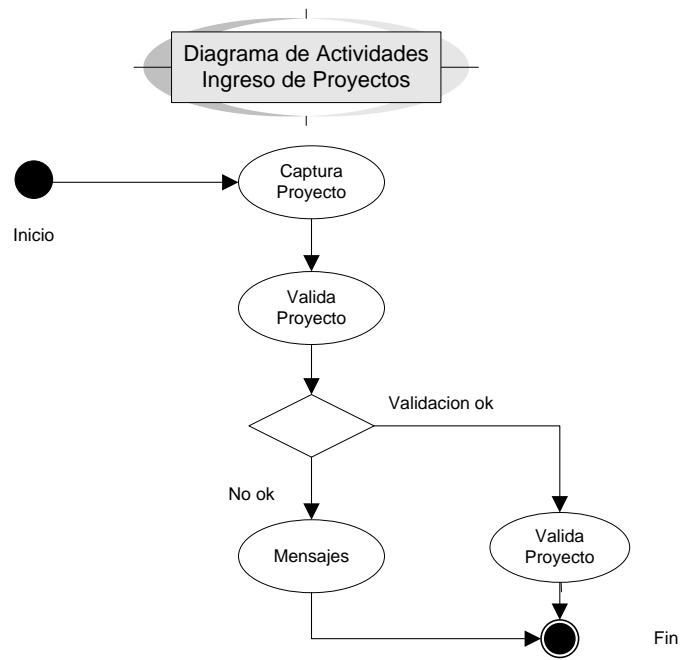 Diagrama de Actividades
Ingreso de Proyectos
Captura
Proyecto
Inicio
Valida
Proyecto
Validacion ok
No ok
Mensajes
Valida
Proyecto
Fin